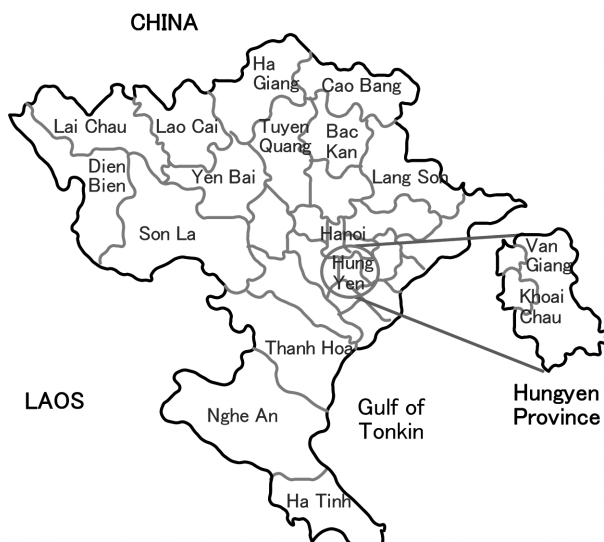 CHINA
Ha
Giang
Cao Bang
Lai Chau
Lao Cai
Tuyen
Quang
Bac
Kan
Dien
Bien
Yen Bai
Lang Son
Son La
Hanoi
Hung
Yen
Van
Giang
Khoai
Chau
Thanh Hoa
LAOS
Nghe An
Gulf of
Tonkin
Hungyen
Province
Ha Tinh